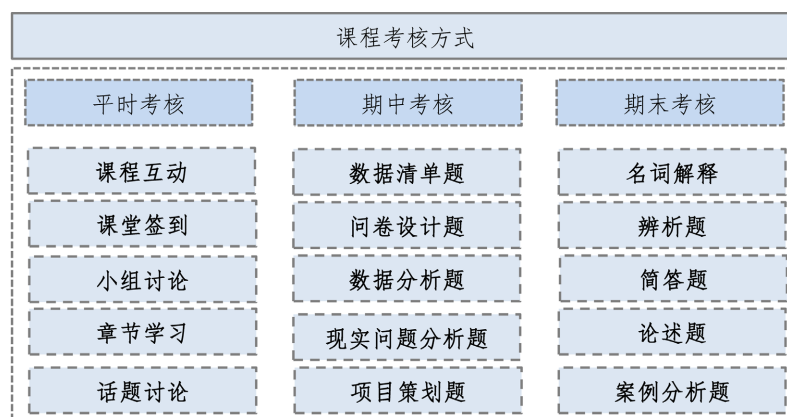 课程考核方式
平时考核
期中考核
期末考核
课程互动
数据清单题
名词解释
课堂签到
问卷设计题
辨析题
小组讨论
数据分析题
简答题
章节学习
现实问题分析题
论述题
话题讨论
项目策划题
案例分析题